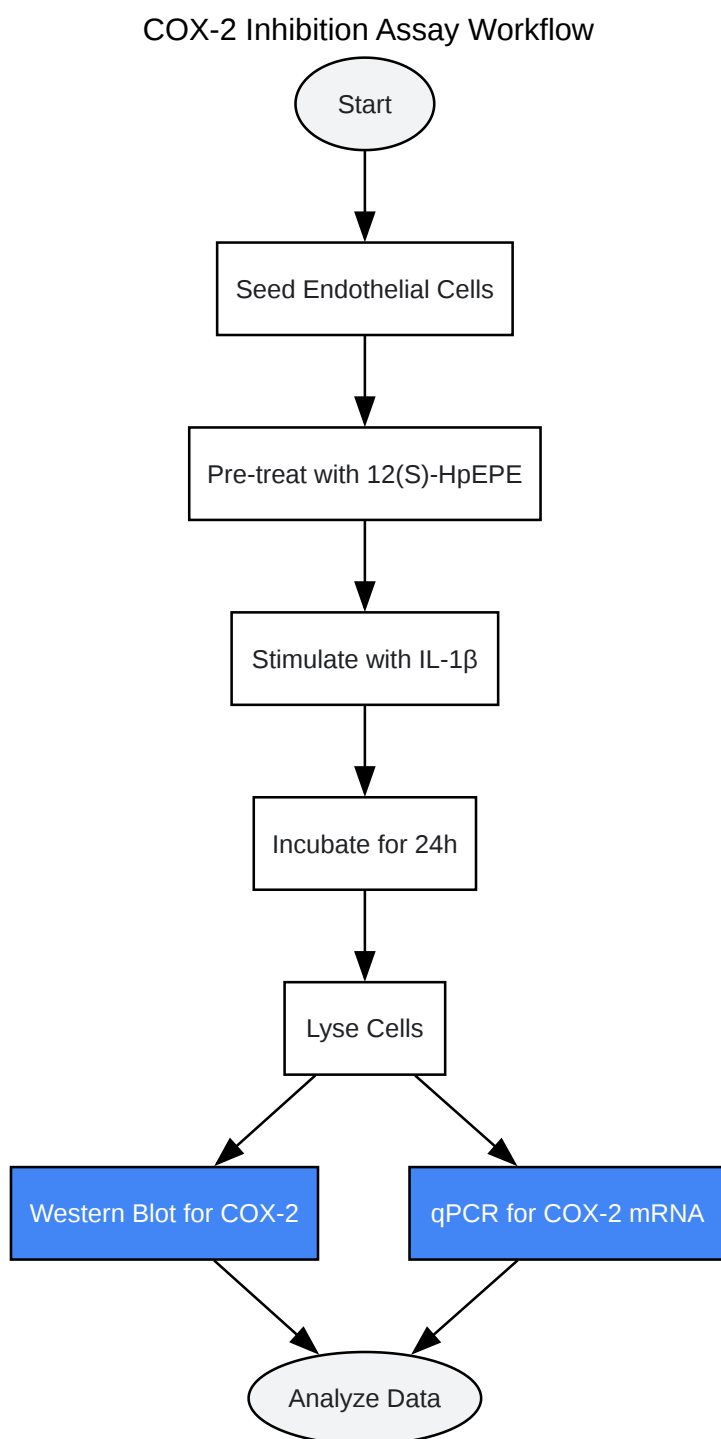 COX-2 Inhibition Assay Workflow
Start
Seed Endothelial Cells
Pre-treat with 12(S)-HpEPE
Stimulate with IL-1β
Incubate for 24h
Lyse Cells
Western Blot for COX-2
qPCR for COX-2 mRNA
Analyze Data